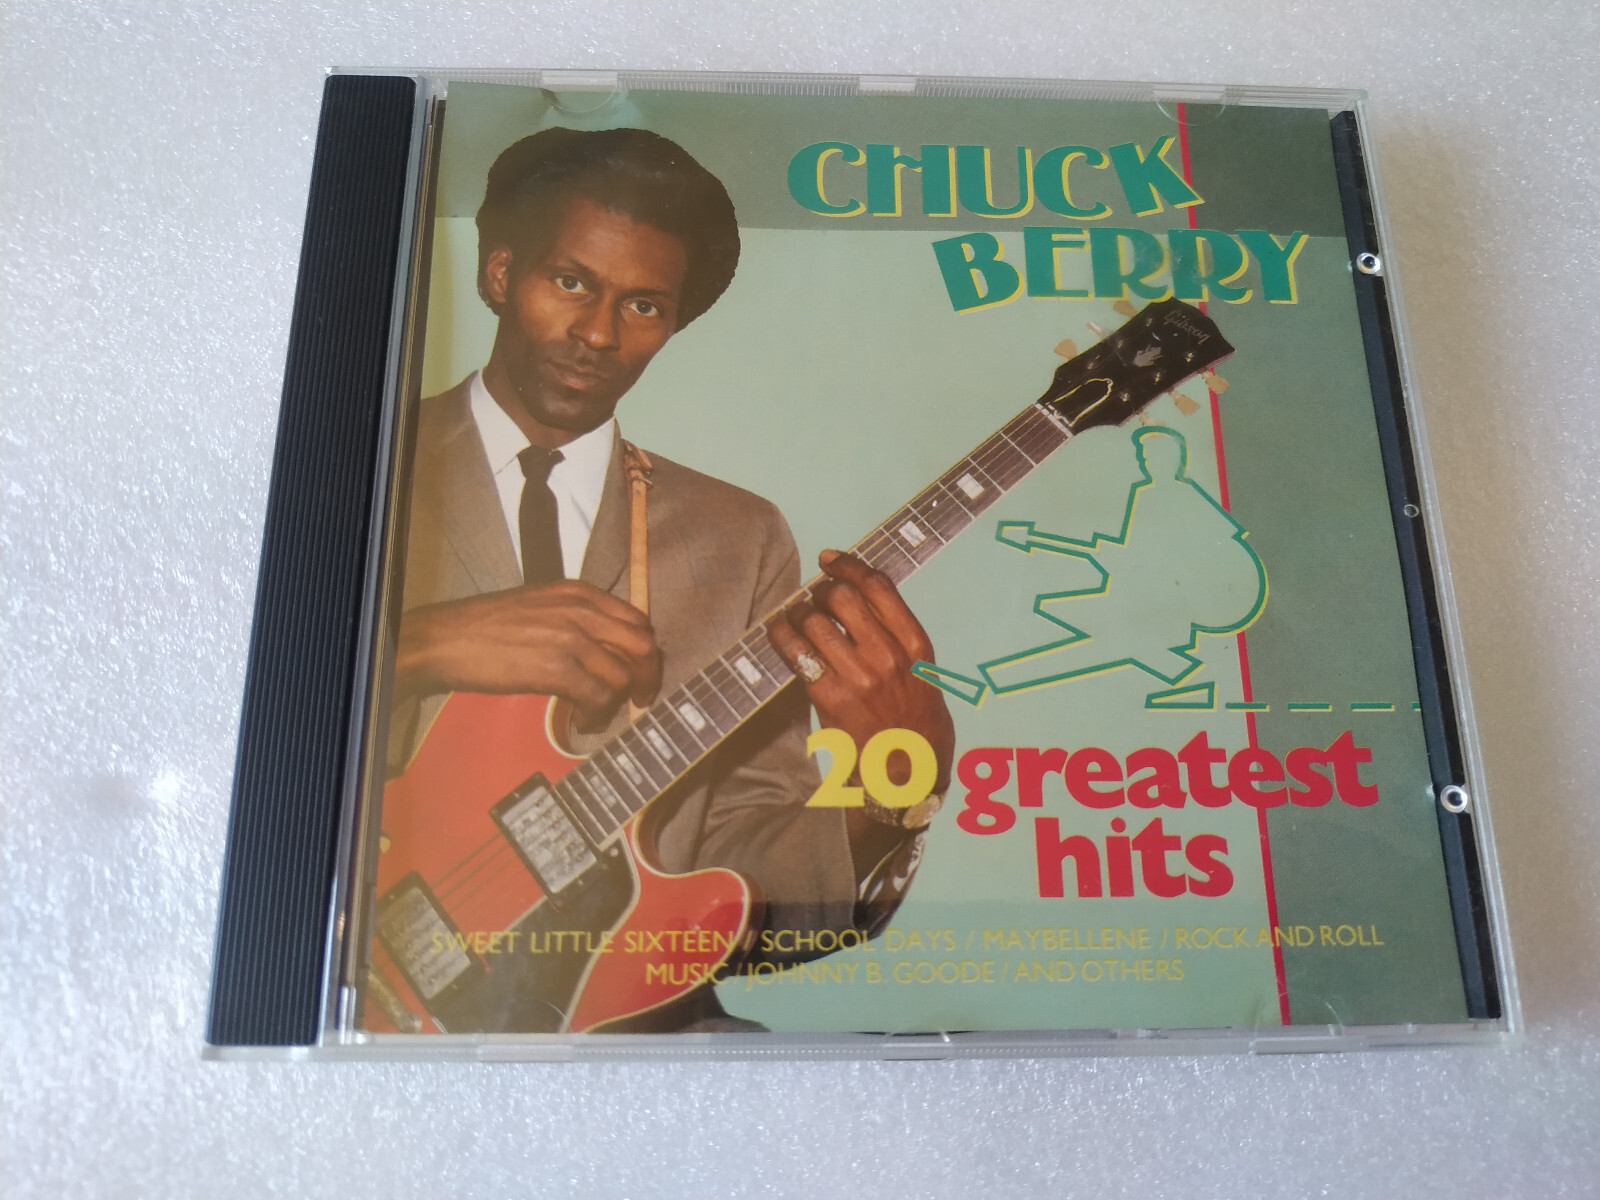 CHUCK
BERRY
Gibson
20 greatest
hits
SWEET LITTLE SIXTEEN / SCHOOL DAYS / MAYBELLENE / ROCK AND ROLL
MUSIC / JOHNNY B. GOODE / AND OTHERS